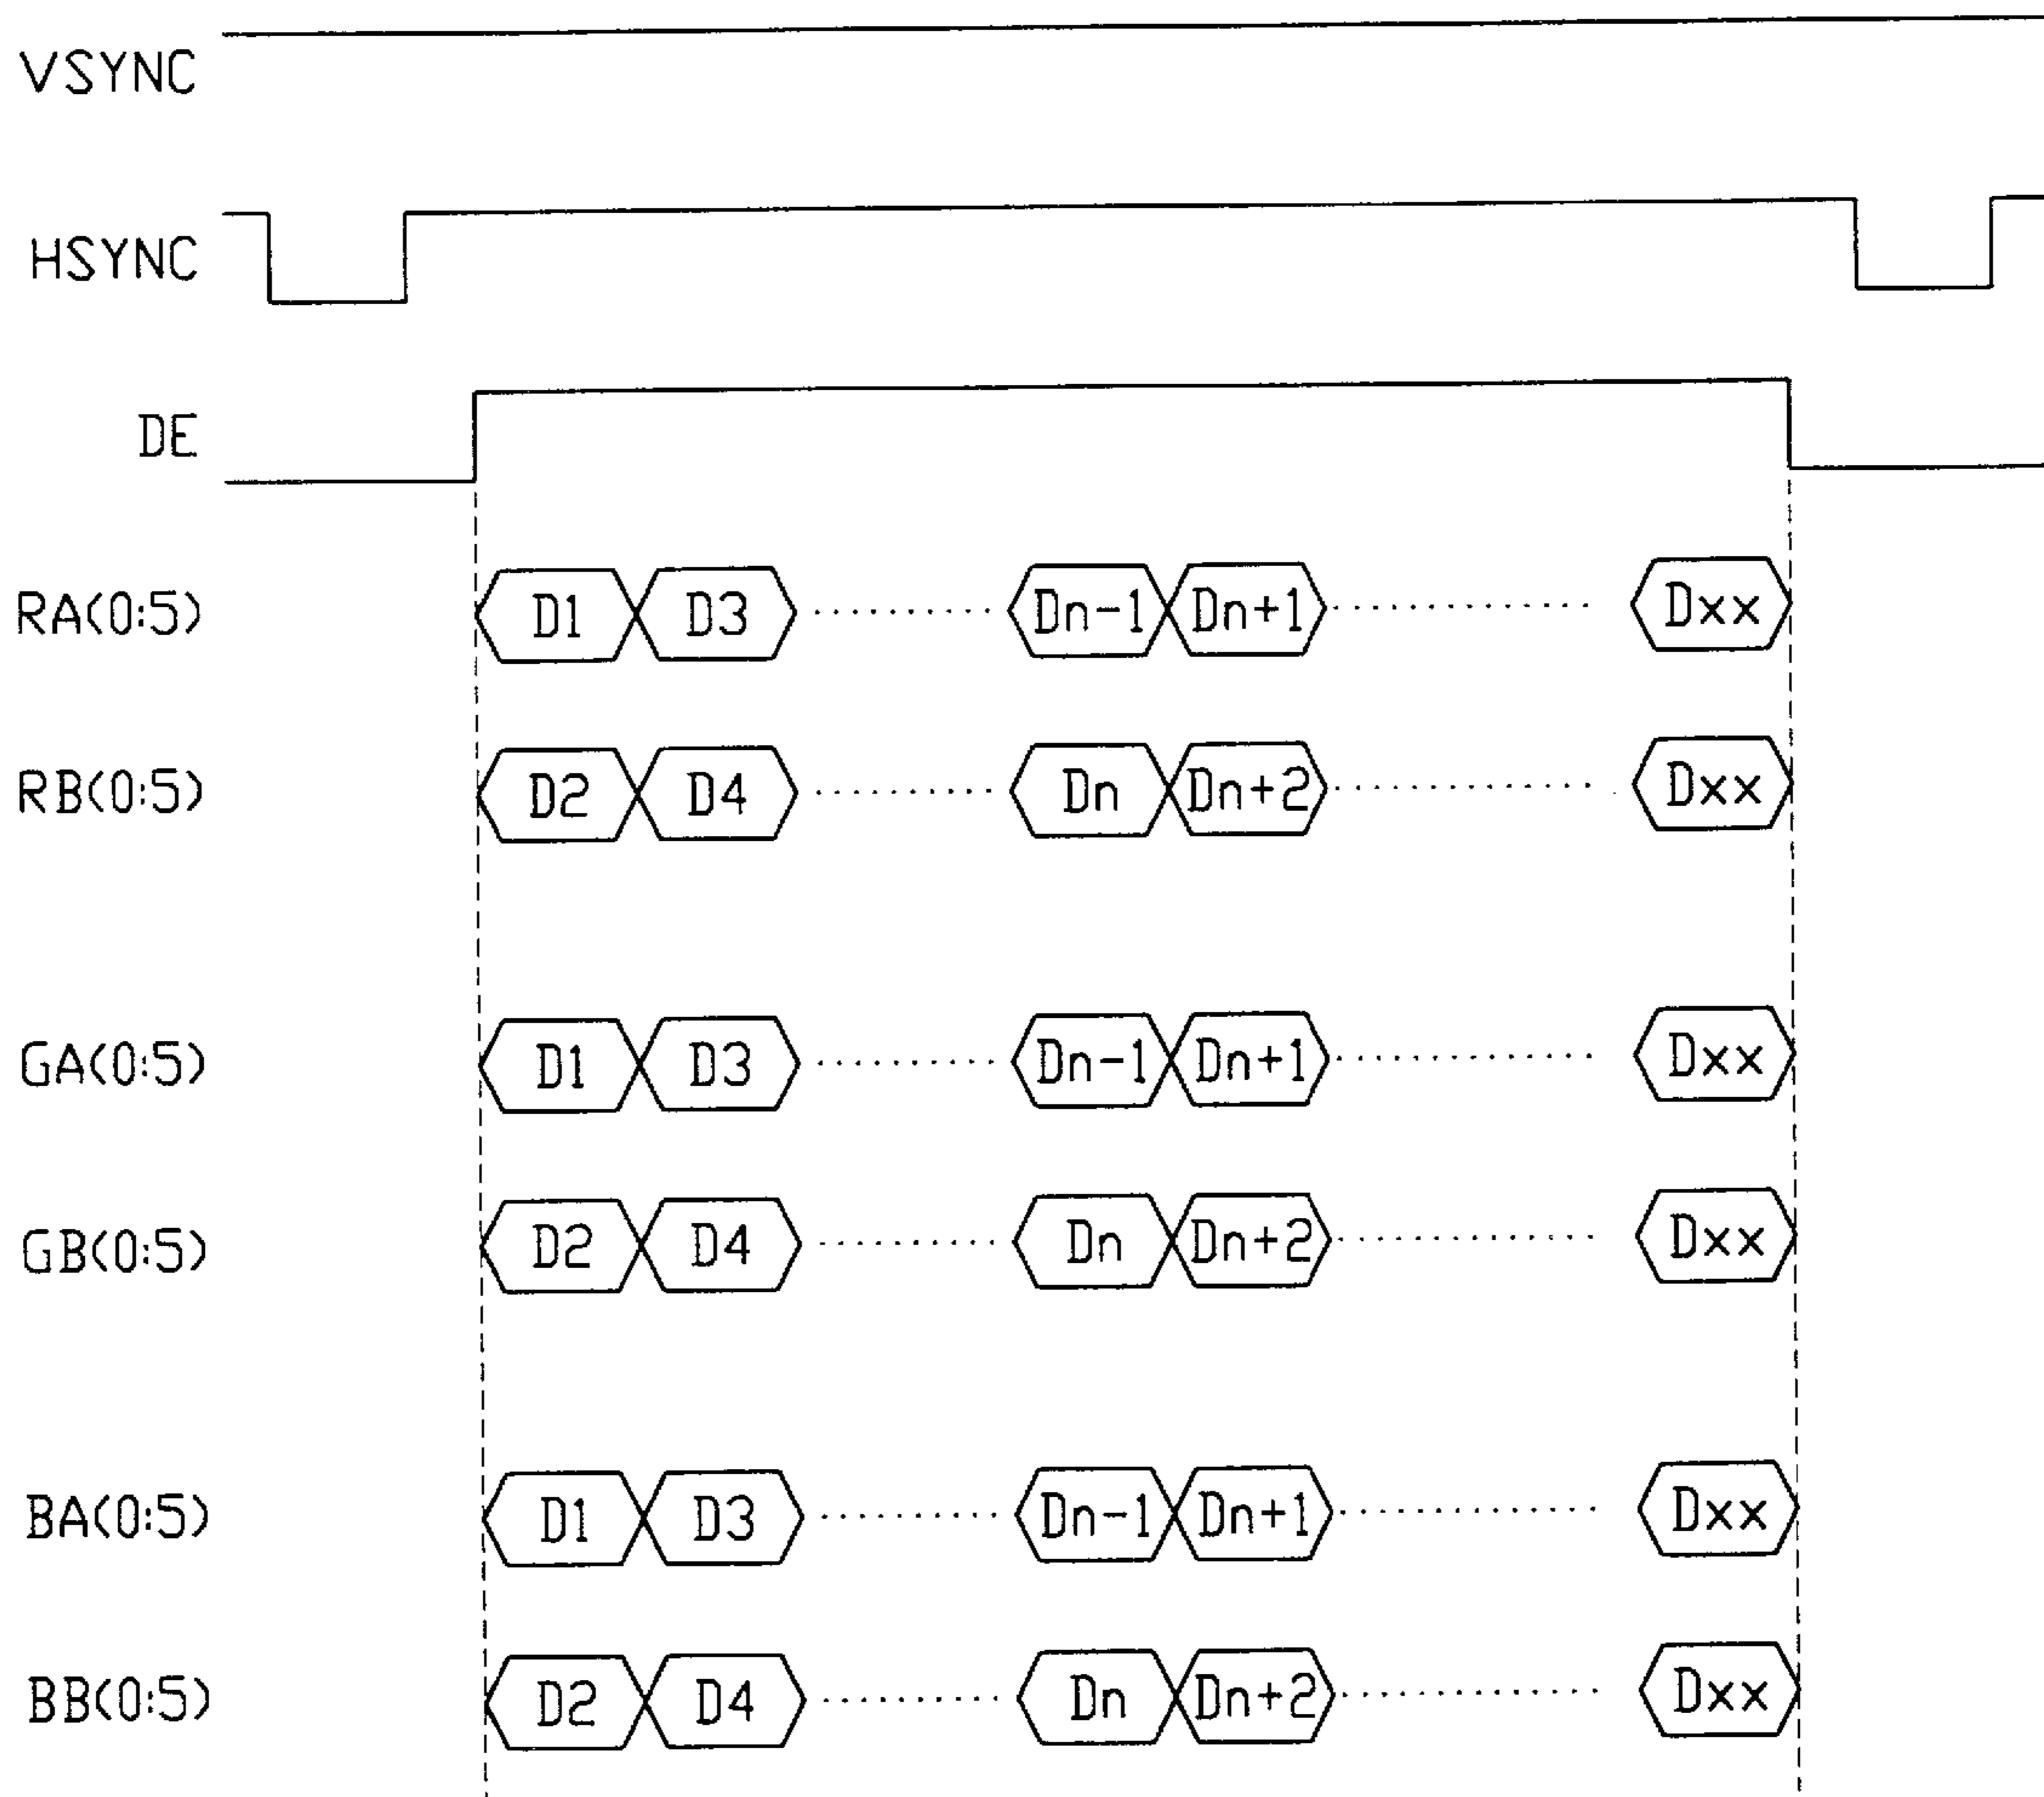 VSYNC
HSYNC
DE
RA(0:5) D1 D3 Dn-1 Dn+1 Dxx
RB(0:5) D2 D4 Dn Dn+2 Dxx
GA(0:5) D1 D3 Dn-1 Dn+1 Dxx
GB(0:5) D2 D4 Dn Dn+2 Dxx
BA(0:5) D1 D3 Dn-1 Dn+1 Dxx
BB(0:5) D2 D4 Dn Dn+2 Dxx